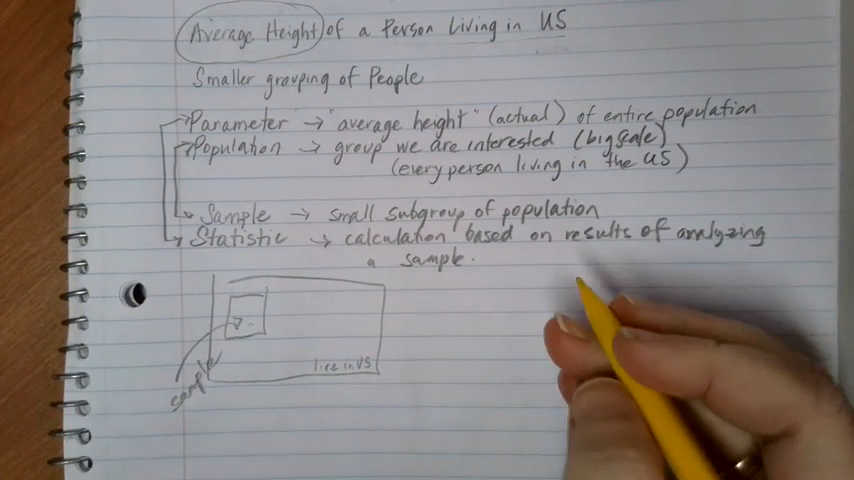 Average Height of a Person Living in US
Smaller grouping of People
Parameter → "average height" (actual) of entire population
Population → group we are interested (big scale)
(every person living in the US)
Sample → small subgroup of population
Statistic → calculation based on results of analyzing
a sample.
live in US
sample